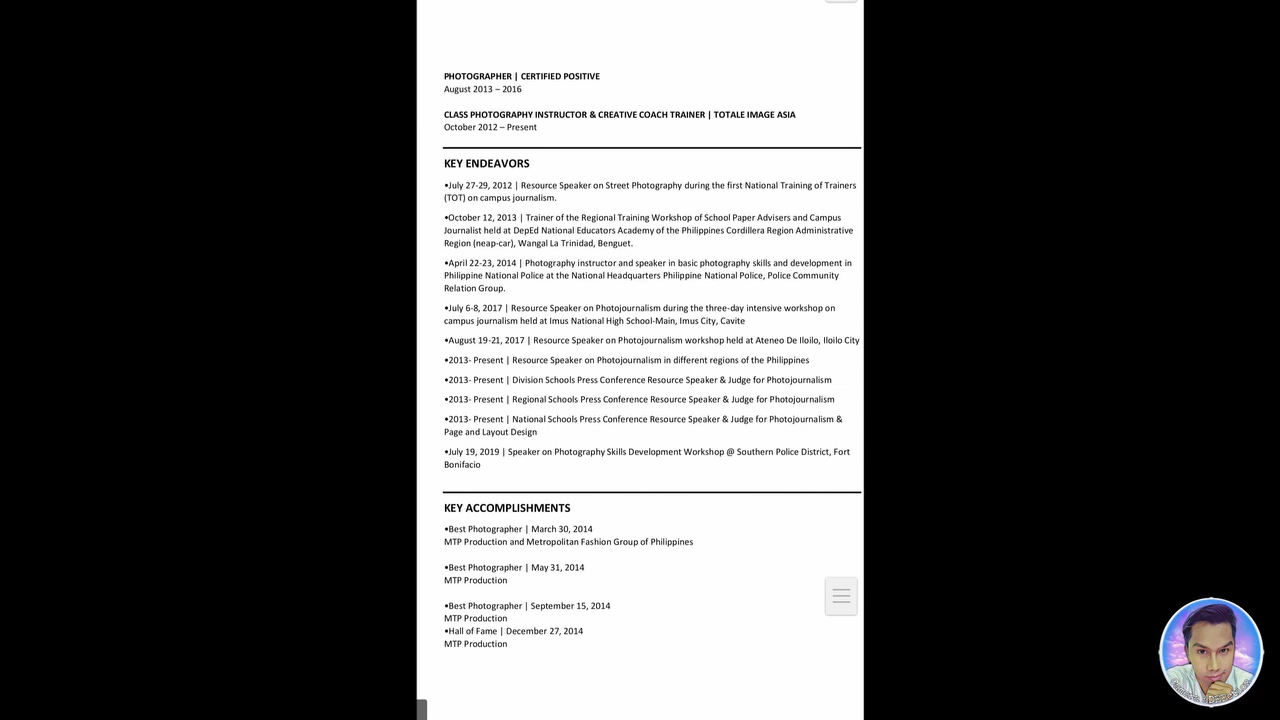 PHOTOGRAPHER | CERTIFIED POSITIVE
August 2013 – 2016
CLASS PHOTOGRAPHY INSTRUCTOR & CREATIVE COACH TRAINER | TOTALE IMAGE ASIA
October 2012 – Present
KEY ENDEAVORS
•July 27-29, 2012 | Resource Speaker on Street Photography during the first National Training of Trainers
(TOT) on campus journalism.
•October 12, 2013 | Trainer of the Regional Training Workshop of School Paper Advisers and Campus
Journalist held at DepEd National Educators Academy of the Philippines Cordillera Region Administrative
Region (neap-car), Wangal La Trinidad, Benguet.
•April 22-23, 2014 | Photography instructor and speaker in basic photography skills and development in
Philippine National Police at the National Headquarters Philippine National Police, Police Community
Relation Group.
•July 6-8, 2017 | Resource Speaker on Photojournalism during the three-day intensive workshop on
campus journalism held at Imus National High School-Main, Imus City, Cavite
•August 19-21, 2017 | Resource Speaker on Photojournalism workshop held at Ateneo De Iloilo, Iloilo City
•2013- Present | Resource Speaker on Photojournalism in different regions of the Philippines
•2013- Present | Division Schools Press Conference Resource Speaker & Judge for Photojournalism
•2013- Present | Regional Schools Press Conference Resource Speaker & Judge for Photojournalism
•2013- Present | National Schools Press Conference Resource Speaker & Judge for Photojournalism &
Page and Layout Design
•July 19, 2019 | Speaker on Photography Skills Development Workshop @ Southern Police District, Fort
Bonifacio
KEY ACCOMPLISHMENTS
•Best Photographer | March 30, 2014
MTP Production and Metropolitan Fashion Group of Philippines
•Best Photographer | May 31, 2014
MTP Production
•Best Photographer | September 15, 2014
MTP Production
•Hall of Fame | December 27, 2014
MTP Production